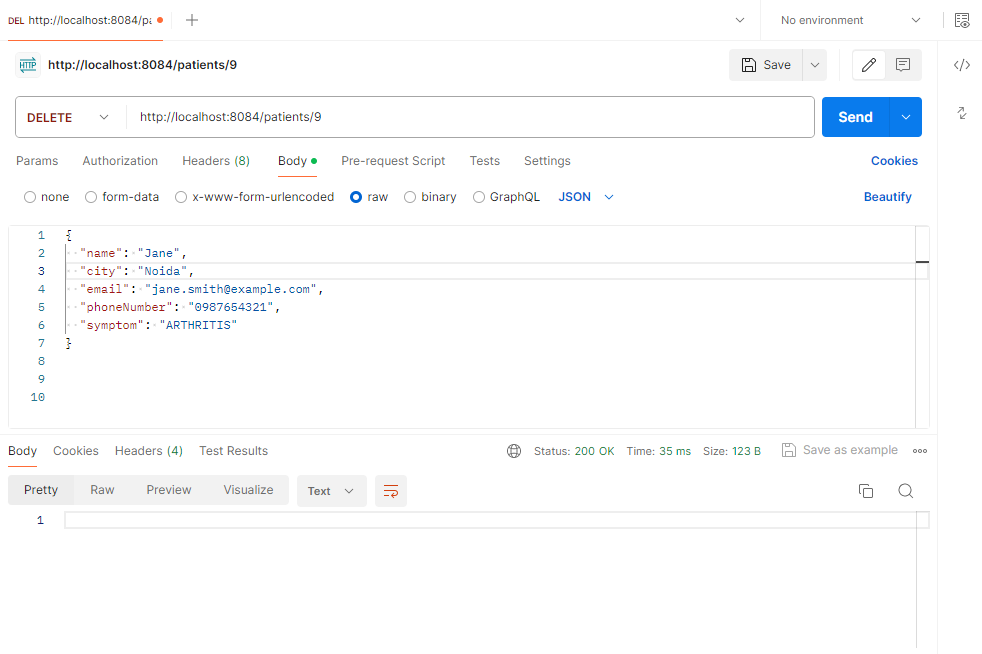 DEL http://localhost:8084/pa
No environment
HTTP http://localhost:8084/patients/9
Save
DELETE http://localhost:8084/patients/9
Send
Params Authorization Headers (8) Body Pre-request Script Tests Settings Cookies
none form-data x-www-form-urlencoded raw binary GraphQL JSON Beautify
1 {
2 "name": "Jane",
3 "city": "Noida",
4 "email": "jane.smith@example.com",
5 "phoneNumber": "0987654321",
6 "symptom": "ARTHRITIS"
7 }
8
9
10
Body Cookies Headers (4) Test Results Status: 200 OK Time: 35 ms Size: 123 B Save as example
Pretty Raw Preview Visualize Text
1